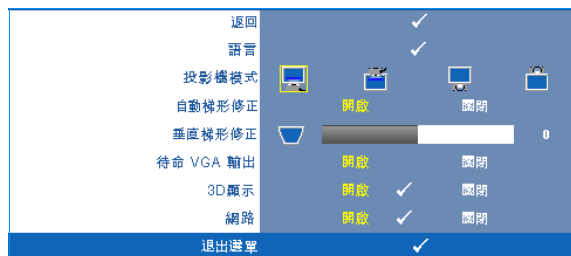 返回
語言
投影機模式
自動梯形修正 開啟 關閉
垂直梯形修正 0
待命 VGA 輸出 開啟 關閉
3D顯示 開啟 關閉
網路 開啟 關閉
退出選單